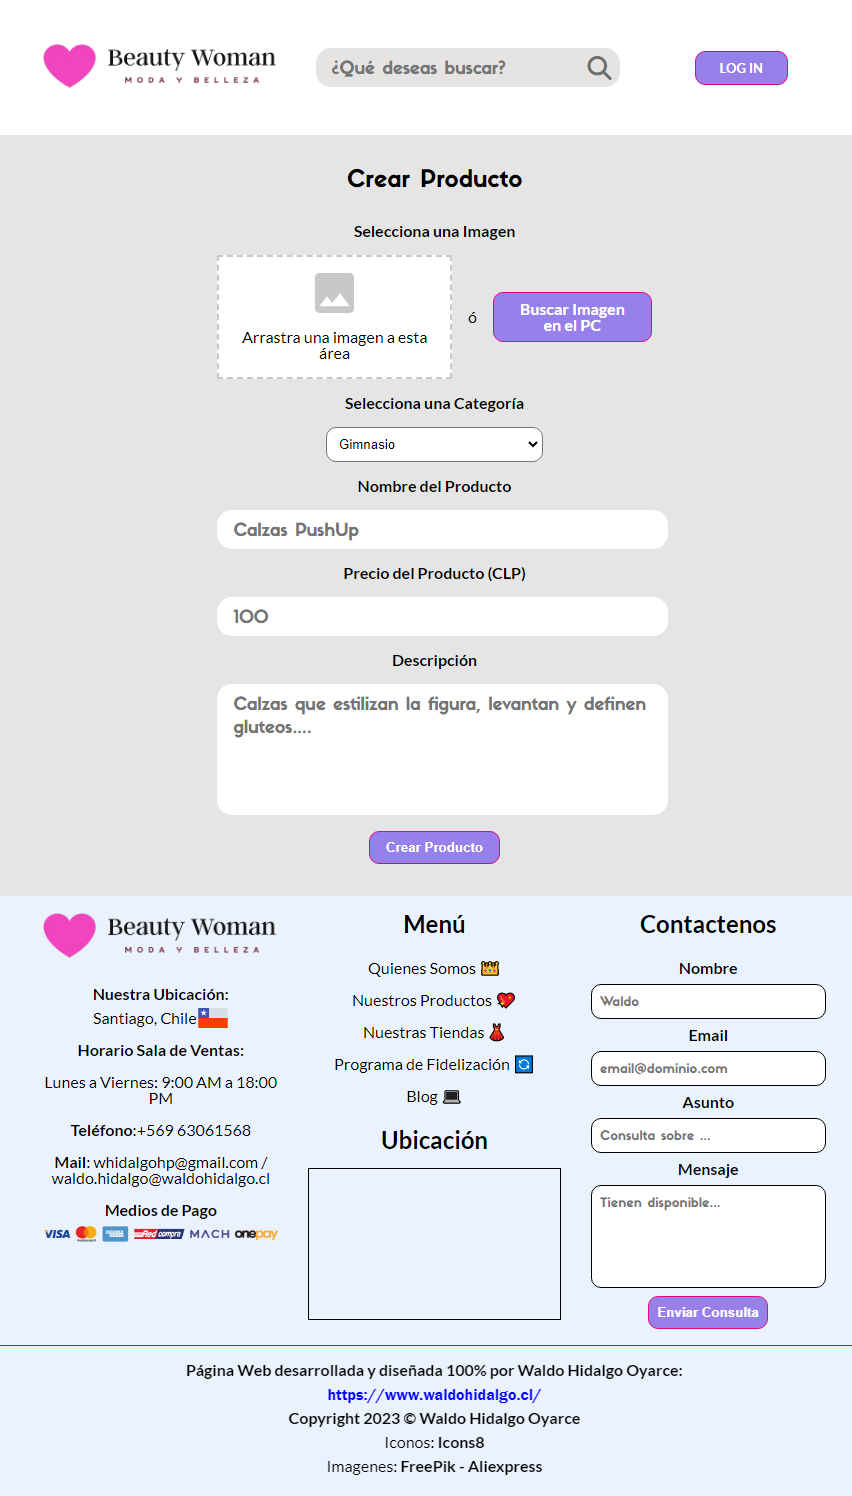 Beauty Woman
MODA Y BELLEZA
¿Qué deseas buscar?
LOG IN
Crear Producto
Selecciona una Imagen
Arrastra una imagen a esta
área
ó
Buscar Imagen
en el PC
Selecciona una Categoría
Gimnasio
Nombre del Producto
Calzas PushUp
Precio del Producto (CLP)
100
Descripción
Calzas que estilizan la figura, levantan y definen
gluteos....
Crear Producto
Beauty Woman
MODA Y BELLEZA
Nuestra Ubicación:
Santiago, Chile
Horario Sala de Ventas:
Lunes a Viernes: 9:00 AM a 18:00
PM
Teléfono:+569 63061568
Mail: whidalgohp@gmail.com /
waldo.hidalgo@waldohidalgo.cl
Medios de Pago
VISA mastercard AMERICAN EXPRESS Redcompra MACH onepay
Menú
Quienes Somos
Nuestros Productos
Nuestras Tiendas
Programa de Fidelización
Blog
Ubicación
Contactenos
Nombre
Waldo
Email
email@dominio.com
Asunto
Consulta sobre ...
Mensaje
Tienen disponible...
Enviar Consulta
Página Web desarrollada y diseñada 100% por Waldo Hidalgo Oyarce:
https://www.waldohidalgo.cl/
Copyright 2023 © Waldo Hidalgo Oyarce
Iconos: Icons8
Imagenes: FreePik - Aliexpress